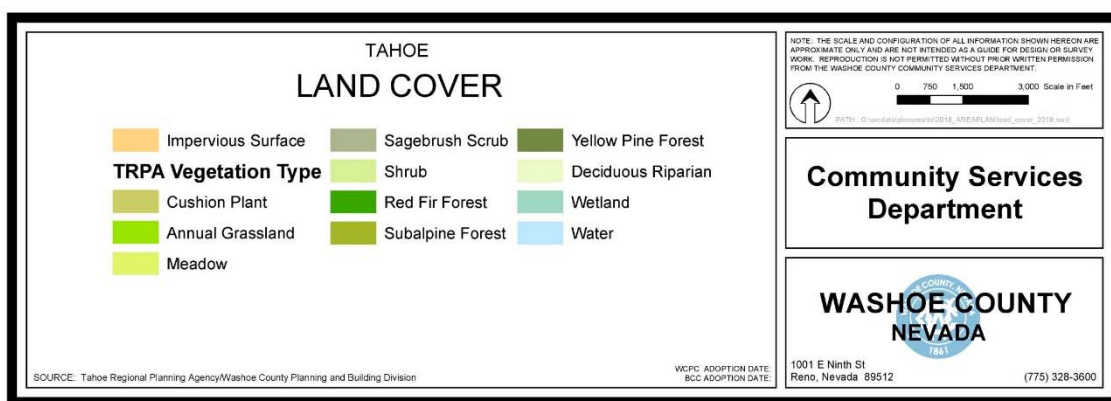 TAHOE
LAND COVER
Impervious Surface
TRPA Vegetation Type
Cushion Plant
Annual Grassland
Meadow
Sagebrush Scrub
Shrub
Red Fir Forest
Subalpine Forest
Yellow Pine Forest
Deciduous Riparian
Wetland
Water
SOURCE: Tahoe Regional Planning Agency/Washoe County Planning and Building Division
WCPC ADOPTION DATE:
BCC ADOPTION DATE:
NOTE: THE SCALE AND CONFIGURATION OF ALL INFORMATION SHOWN HEREON ARE
APPROXIMATE ONLY AND ARE NOT INTENDED AS A GUIDE FOR DESIGN OR SURVEY
WORK. REPRODUCTION IS NOT PERMITTED WITHOUT PRIOR WRITTEN PERMISSION
FROM THE WASHOE COUNTY COMMUNITY SERVICES DEPARTMENT.
0 750 1,500 3,000 Scale in Feet
PATH :
Community Services
Department
WASHOE COUNTY
NEVADA
1861
1001 E Ninth St
Reno, Nevada 89512
(775) 328-3600